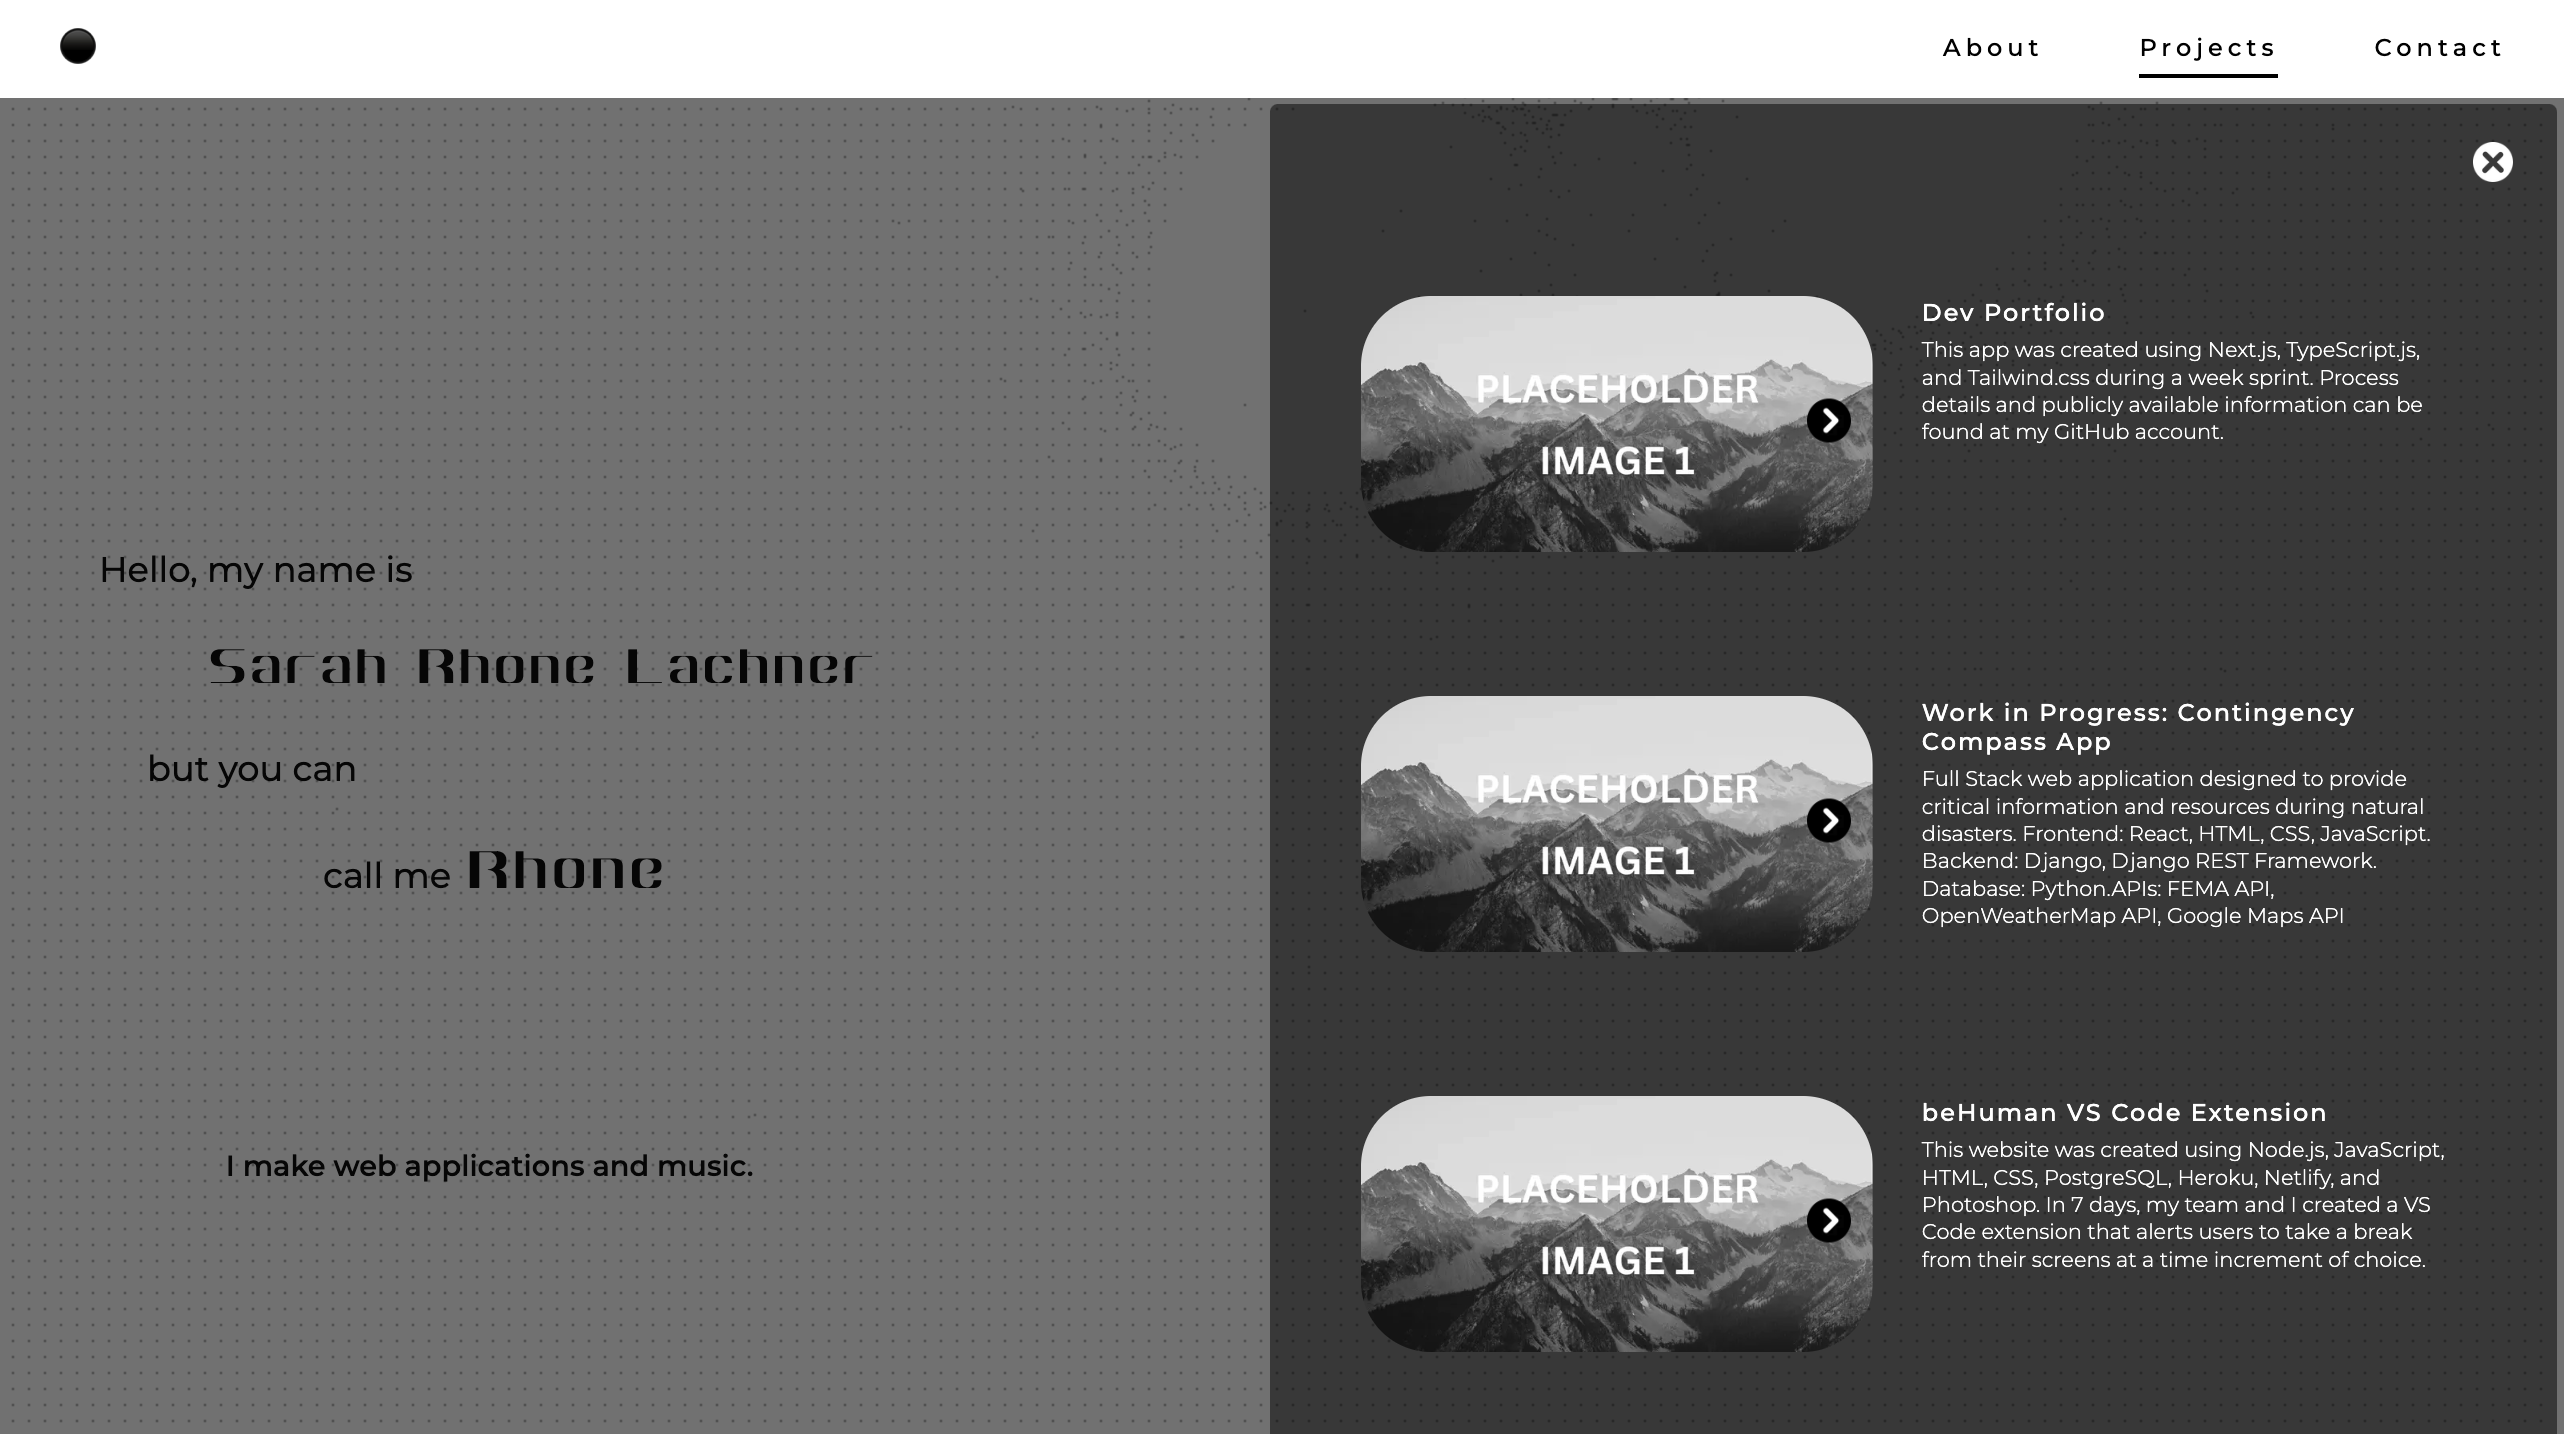 About Projects Contact
Hello, my name is
Sarah Rhone Lachner
but you can
call me Rhone
I make web applications and music.
PLACEHOLDER
IMAGE 1
Dev Portfolio
This app was created using Next.js, TypeScript.js,
and Tailwind.css during a week sprint. Process
details and publicly available information can be
found at my GitHub account.
PLACEHOLDER
IMAGE 1
Work in Progress: Contingency
Compass App
Full Stack web application designed to provide
critical information and resources during natural
disasters. Frontend: React, HTML, CSS, JavaScript.
Backend: Django, Django REST Framework.
Database: Python.APIs: FEMA API,
OpenWeatherMap API, Google Maps API
PLACEHOLDER
IMAGE 1
beHuman VS Code Extension
This website was created using Node.js, JavaScript,
HTML, CSS, PostgreSQL, Heroku, Netlify, and
Photoshop. In 7 days, my team and I created a VS
Code extension that alerts users to take a break
from their screens at a time increment of choice.